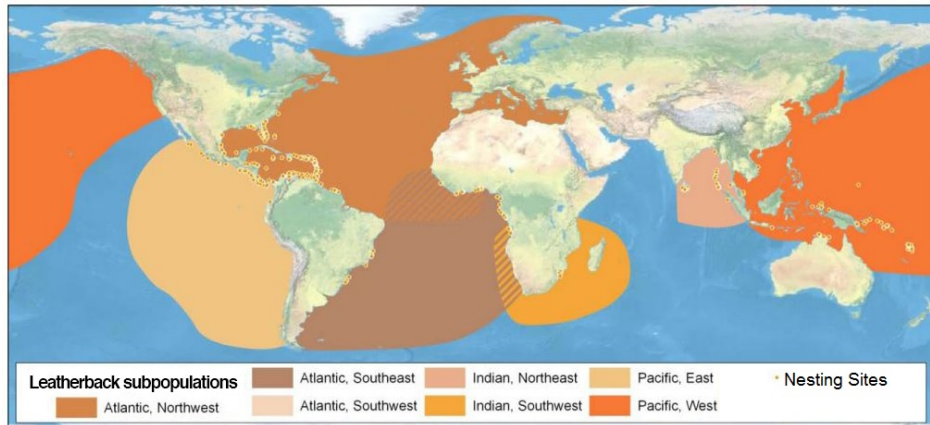 Leatherback subpopulations
Atlantic, Northwest
Atlantic, Southeast
Atlantic, Southwest
Indian, Northeast
Indian, Southwest
Pacific, East
Pacific, West
Nesting Sites